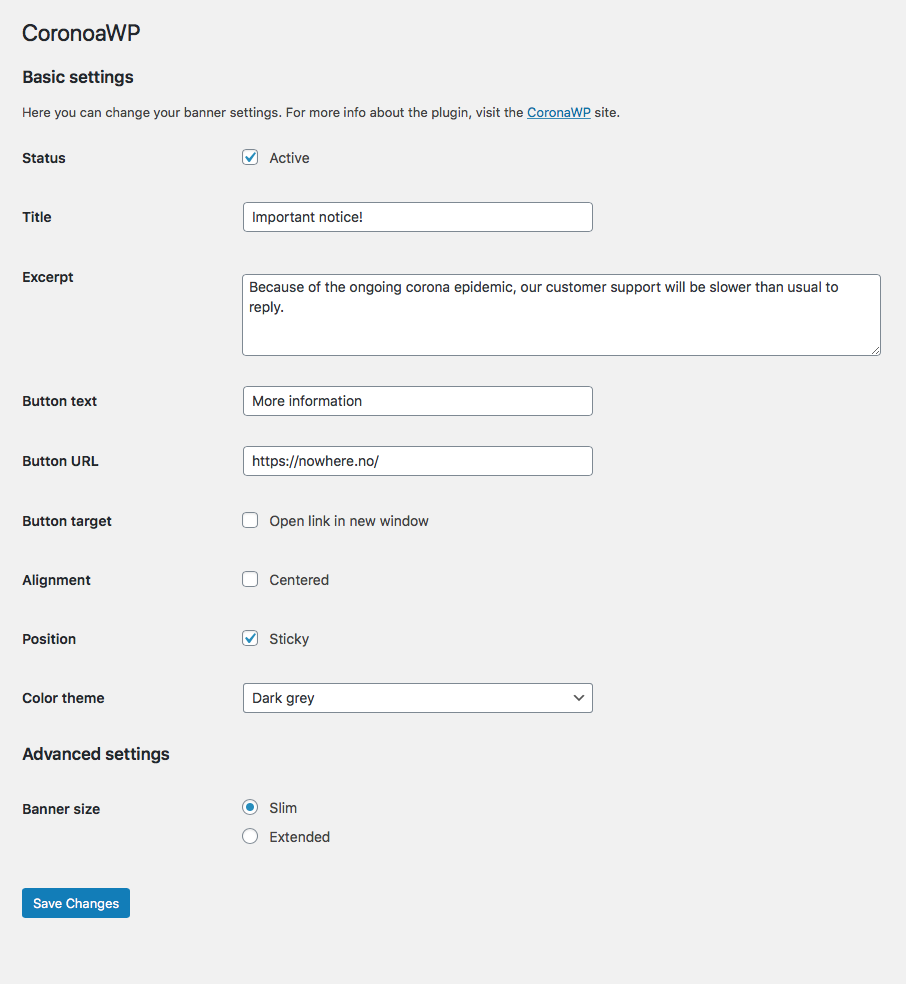 CoronoaWP
Basic settings
Here you can change your banner settings. For more info about the plugin, visit the CoronaWP site.
Status
Active
Title
Important notice!
Excerpt
Because of the ongoing corona epidemic, our customer support will be slower than usual to
reply.
Button text
More information
Button URL
https://nowhere.no/
Button target
Open link in new window
Alignment
Centered
Position
Sticky
Color theme
Dark grey
Advanced settings
Banner size
Slim
Extended
Save Changes